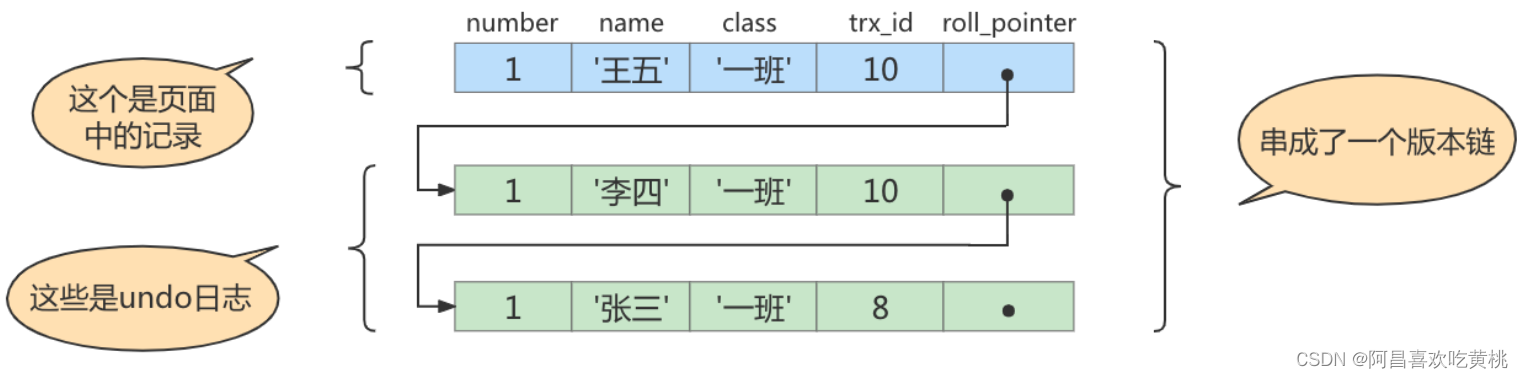 number name class trx_id roll_pointer
1 '王五' '一班' 10
这个是页面
中的记录
串成了一个版本链
1 '李四' '一班' 10
这些是undo日志
1 '张三' '一班' 8
CSDN @阿昌喜欢吃黄桃